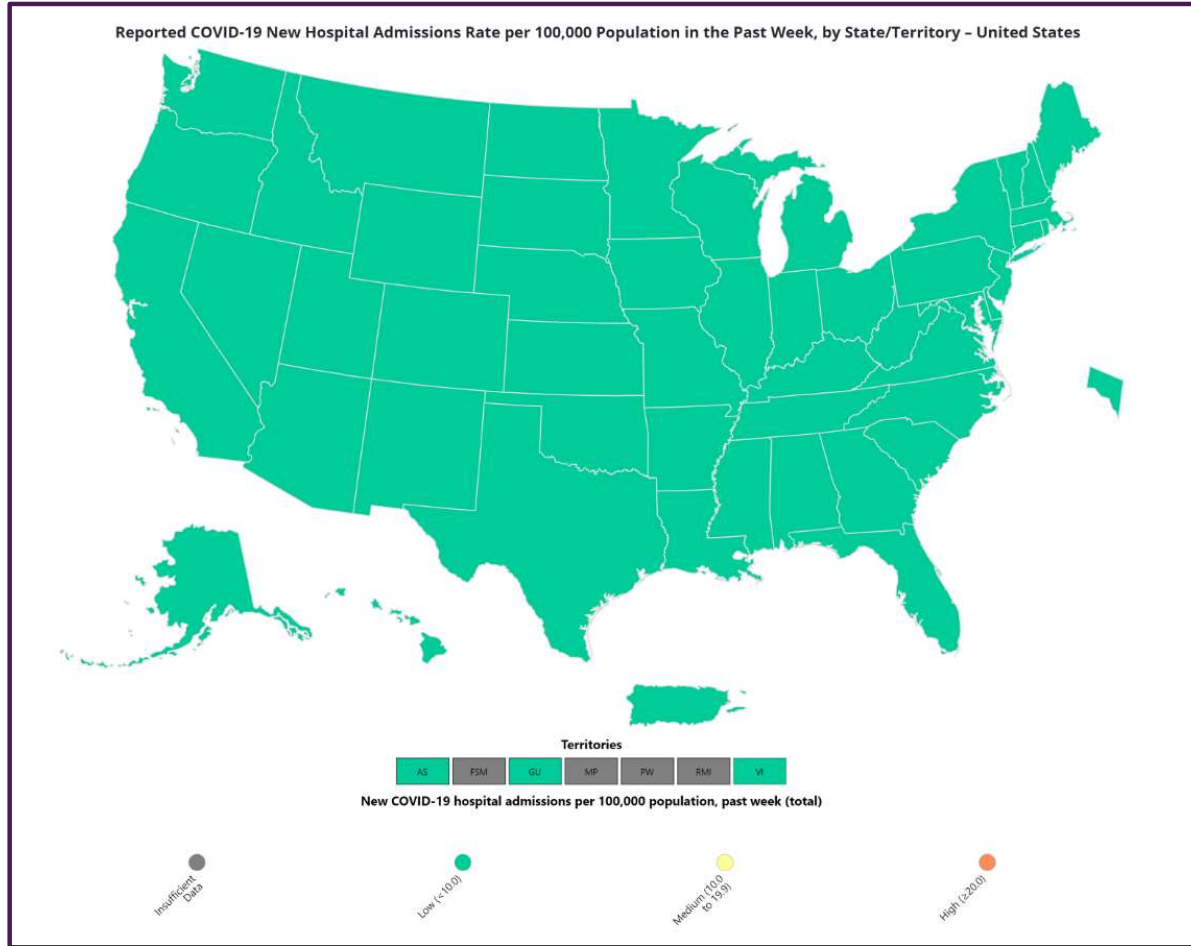 Reported COVID-19 New Hospital Admissions Rate per 100,000 Population in the Past Week, by State/Territory – United States
Territories
AS FSM GU MP PW RMI VI
New COVID-19 hospital admissions per 100,000 population, past week (total)
Insufficient
Data
Low (<10.0)
Medium (10.0
to 19.9)
High (≥20.0)